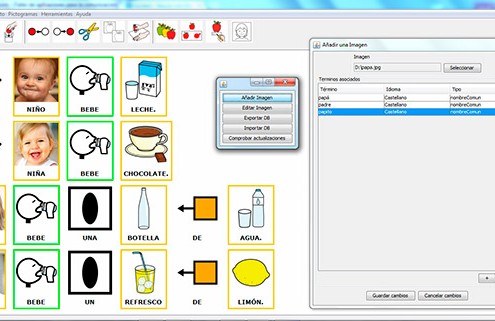 Pictogramas Herramientas Ayuda
NIÑO BEBE LECHE.
NIÑA BEBE CHOCOLATE.
BEBE UNA BOTELLA DE AGUA.
BEBE UN REFRESCO DE LIMÓN.
Añadir Imagen
Editar Imagen
Exportar DB
Importar DB
Comprobar actualizaciones
Añadir una Imagen
Imagen
D:\papa.jpg Seleccionar
Terminos asociados
Término Idioma Tipo
papá Castellano nombreComun
padre Castellano nombreComun
papito Castellano nombreComun
+
Guardar cambios Cancelar cambios